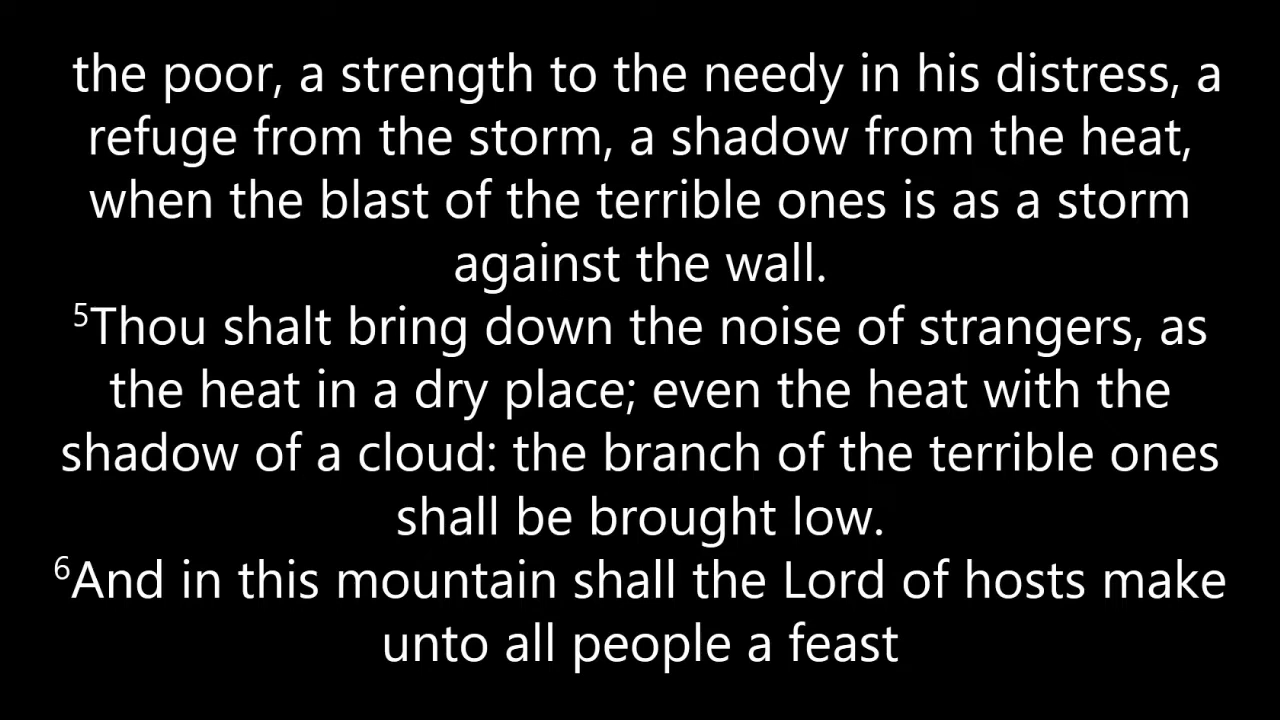 the poor, a strength to the needy in his distress, a
refuge from the storm, a shadow from the heat,
when the blast of the terrible ones is as a storm
against the wall.
⁵Thou shalt bring down the noise of strangers, as
the heat in a dry place; even the heat with the
shadow of a cloud: the branch of the terrible ones
shall be brought low.
⁶And in this mountain shall the Lord of hosts make
unto all people a feast